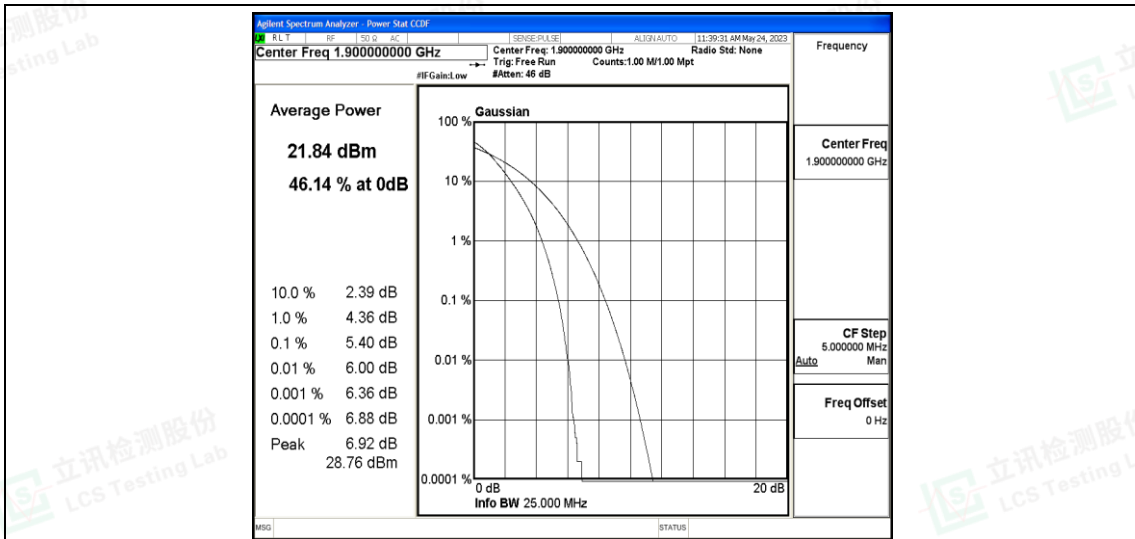 Agilent Spectrum Analyzer - Power Stat CCDF
R L T RF 50 Ω AC SENSE:PULSE ALIGN AUTO 11:39:31 AM May 24, 2023
Center Freq 1.900000000 GHz
Center Freq: 1.900000000 GHz Radio Std: None
Trig: Free Run Counts:1.00 M/1.00 Mpt
#IFGain:Low #Atten: 46 dB
Frequency
Average Power
21.84 dBm
46.14 % at 0dB
10.0 % 2.39 dB
1.0 % 4.36 dB
0.1 % 5.40 dB
0.01 % 6.00 dB
0.001 % 6.36 dB
0.0001 % 6.88 dB
Peak 6.92 dB
28.76 dBm
Gaussian
100 %
10 %
1 %
0.1 %
0.01 %
0.001 %
0.0001 %
0 dB 20 dB
Info BW 25.000 MHz
Center Freq
1.900000000 GHz
CF Step
5.000000 MHz
Auto Man
Freq Offset
0 Hz
MSG STATUS
立讯检测股份
LCS Testing Lab
立讯检测股份
LCS Testing L